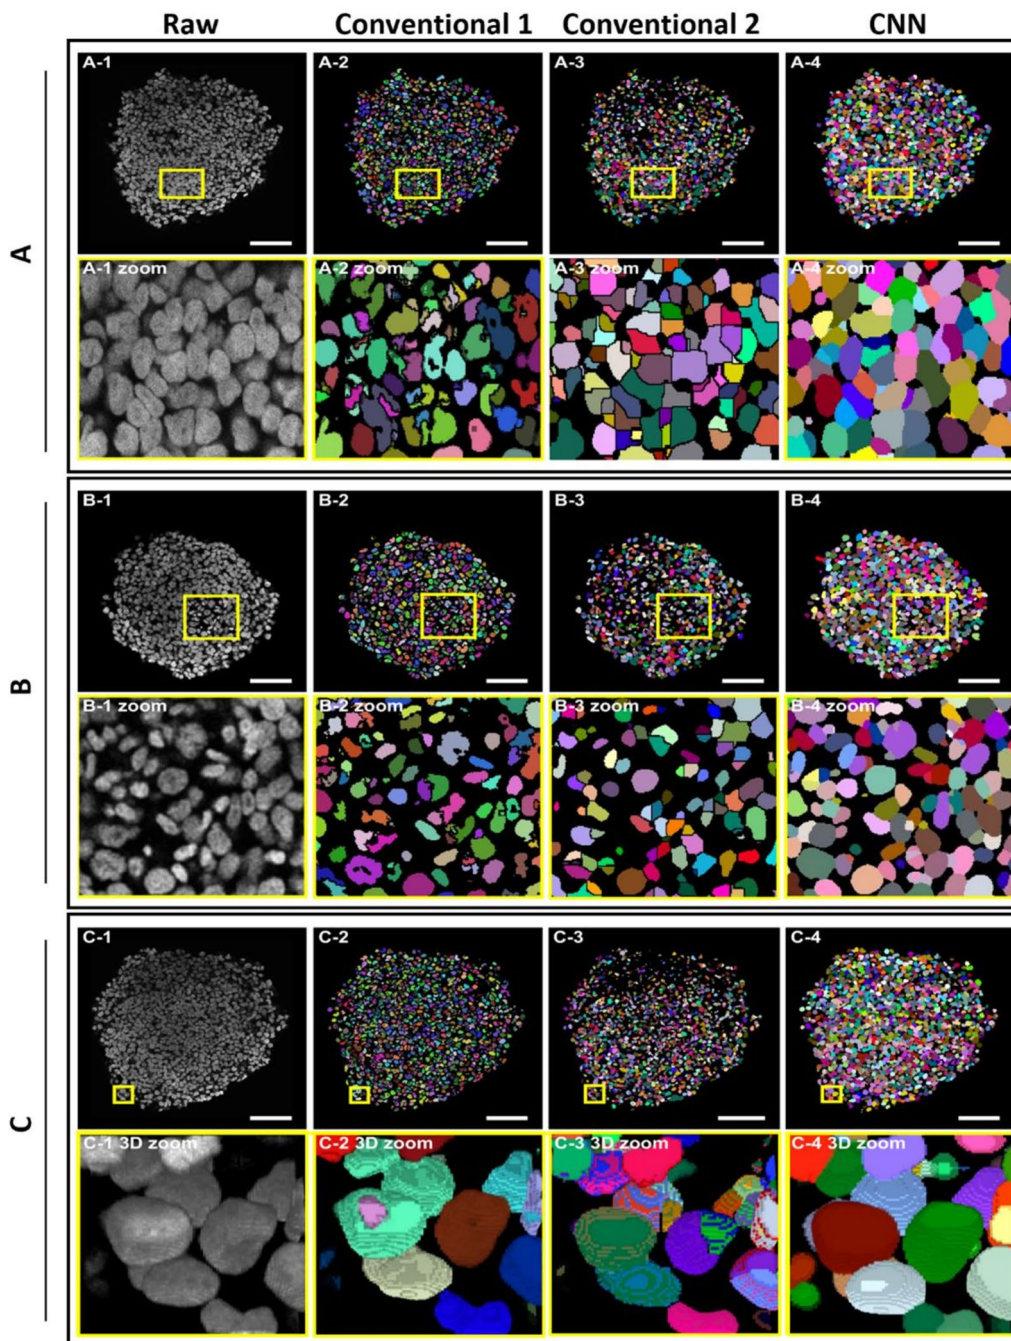 Raw Conventional 1 Conventional 2 CNN
A
A-1 A-2 A-3 A-4
A-1 zoom A-2 zoom A-3 zoom A-4 zoom
B
B-1 B-2 B-3 B-4
B-1 zoom B-2 zoom B-3 zoom B-4 zoom
C
C-1 C-2 C-3 C-4
C-1 3D zoom C-2 3D zoom C-3 3D zoom C-4 3D zoom